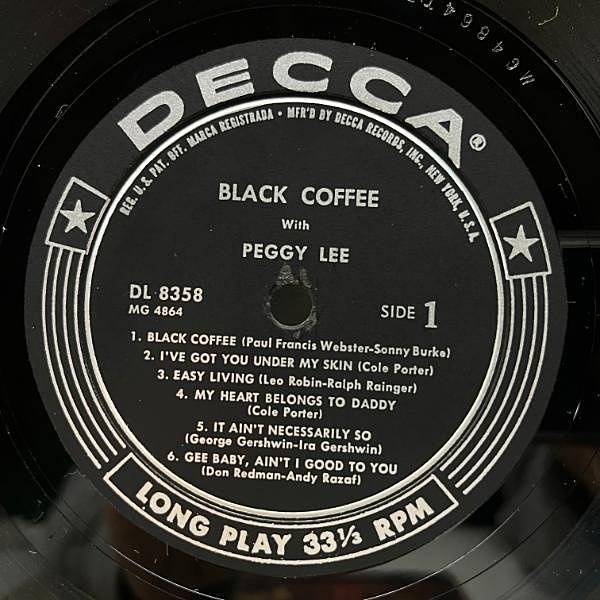 DECCA®
REG. U.S. PAT. OFF. MARCA REGISTRADA • MFR'D BY DECCA RECORDS, INC., NEW YORK, U.S.A.
BLACK COFFEE
With
PEGGY LEE
DL 8358
MG 4864
SIDE 1
1. BLACK COFFEE (Paul Francis Webster-Sonny Burke)
2. I'VE GOT YOU UNDER MY SKIN (Cole Porter)
3. EASY LIVING (Leo Robin-Ralph Rainger)
4. MY HEART BELONGS TO DADDY
(Cole Porter)
5. IT AIN'T NECESSARILY SO
(George Gershwin-Ira Gershwin)
6. GEE BABY, AIN'T I GOOD TO YOU
(Don Redman-Andy Razaf)
LONG PLAY 33⅓ RPM